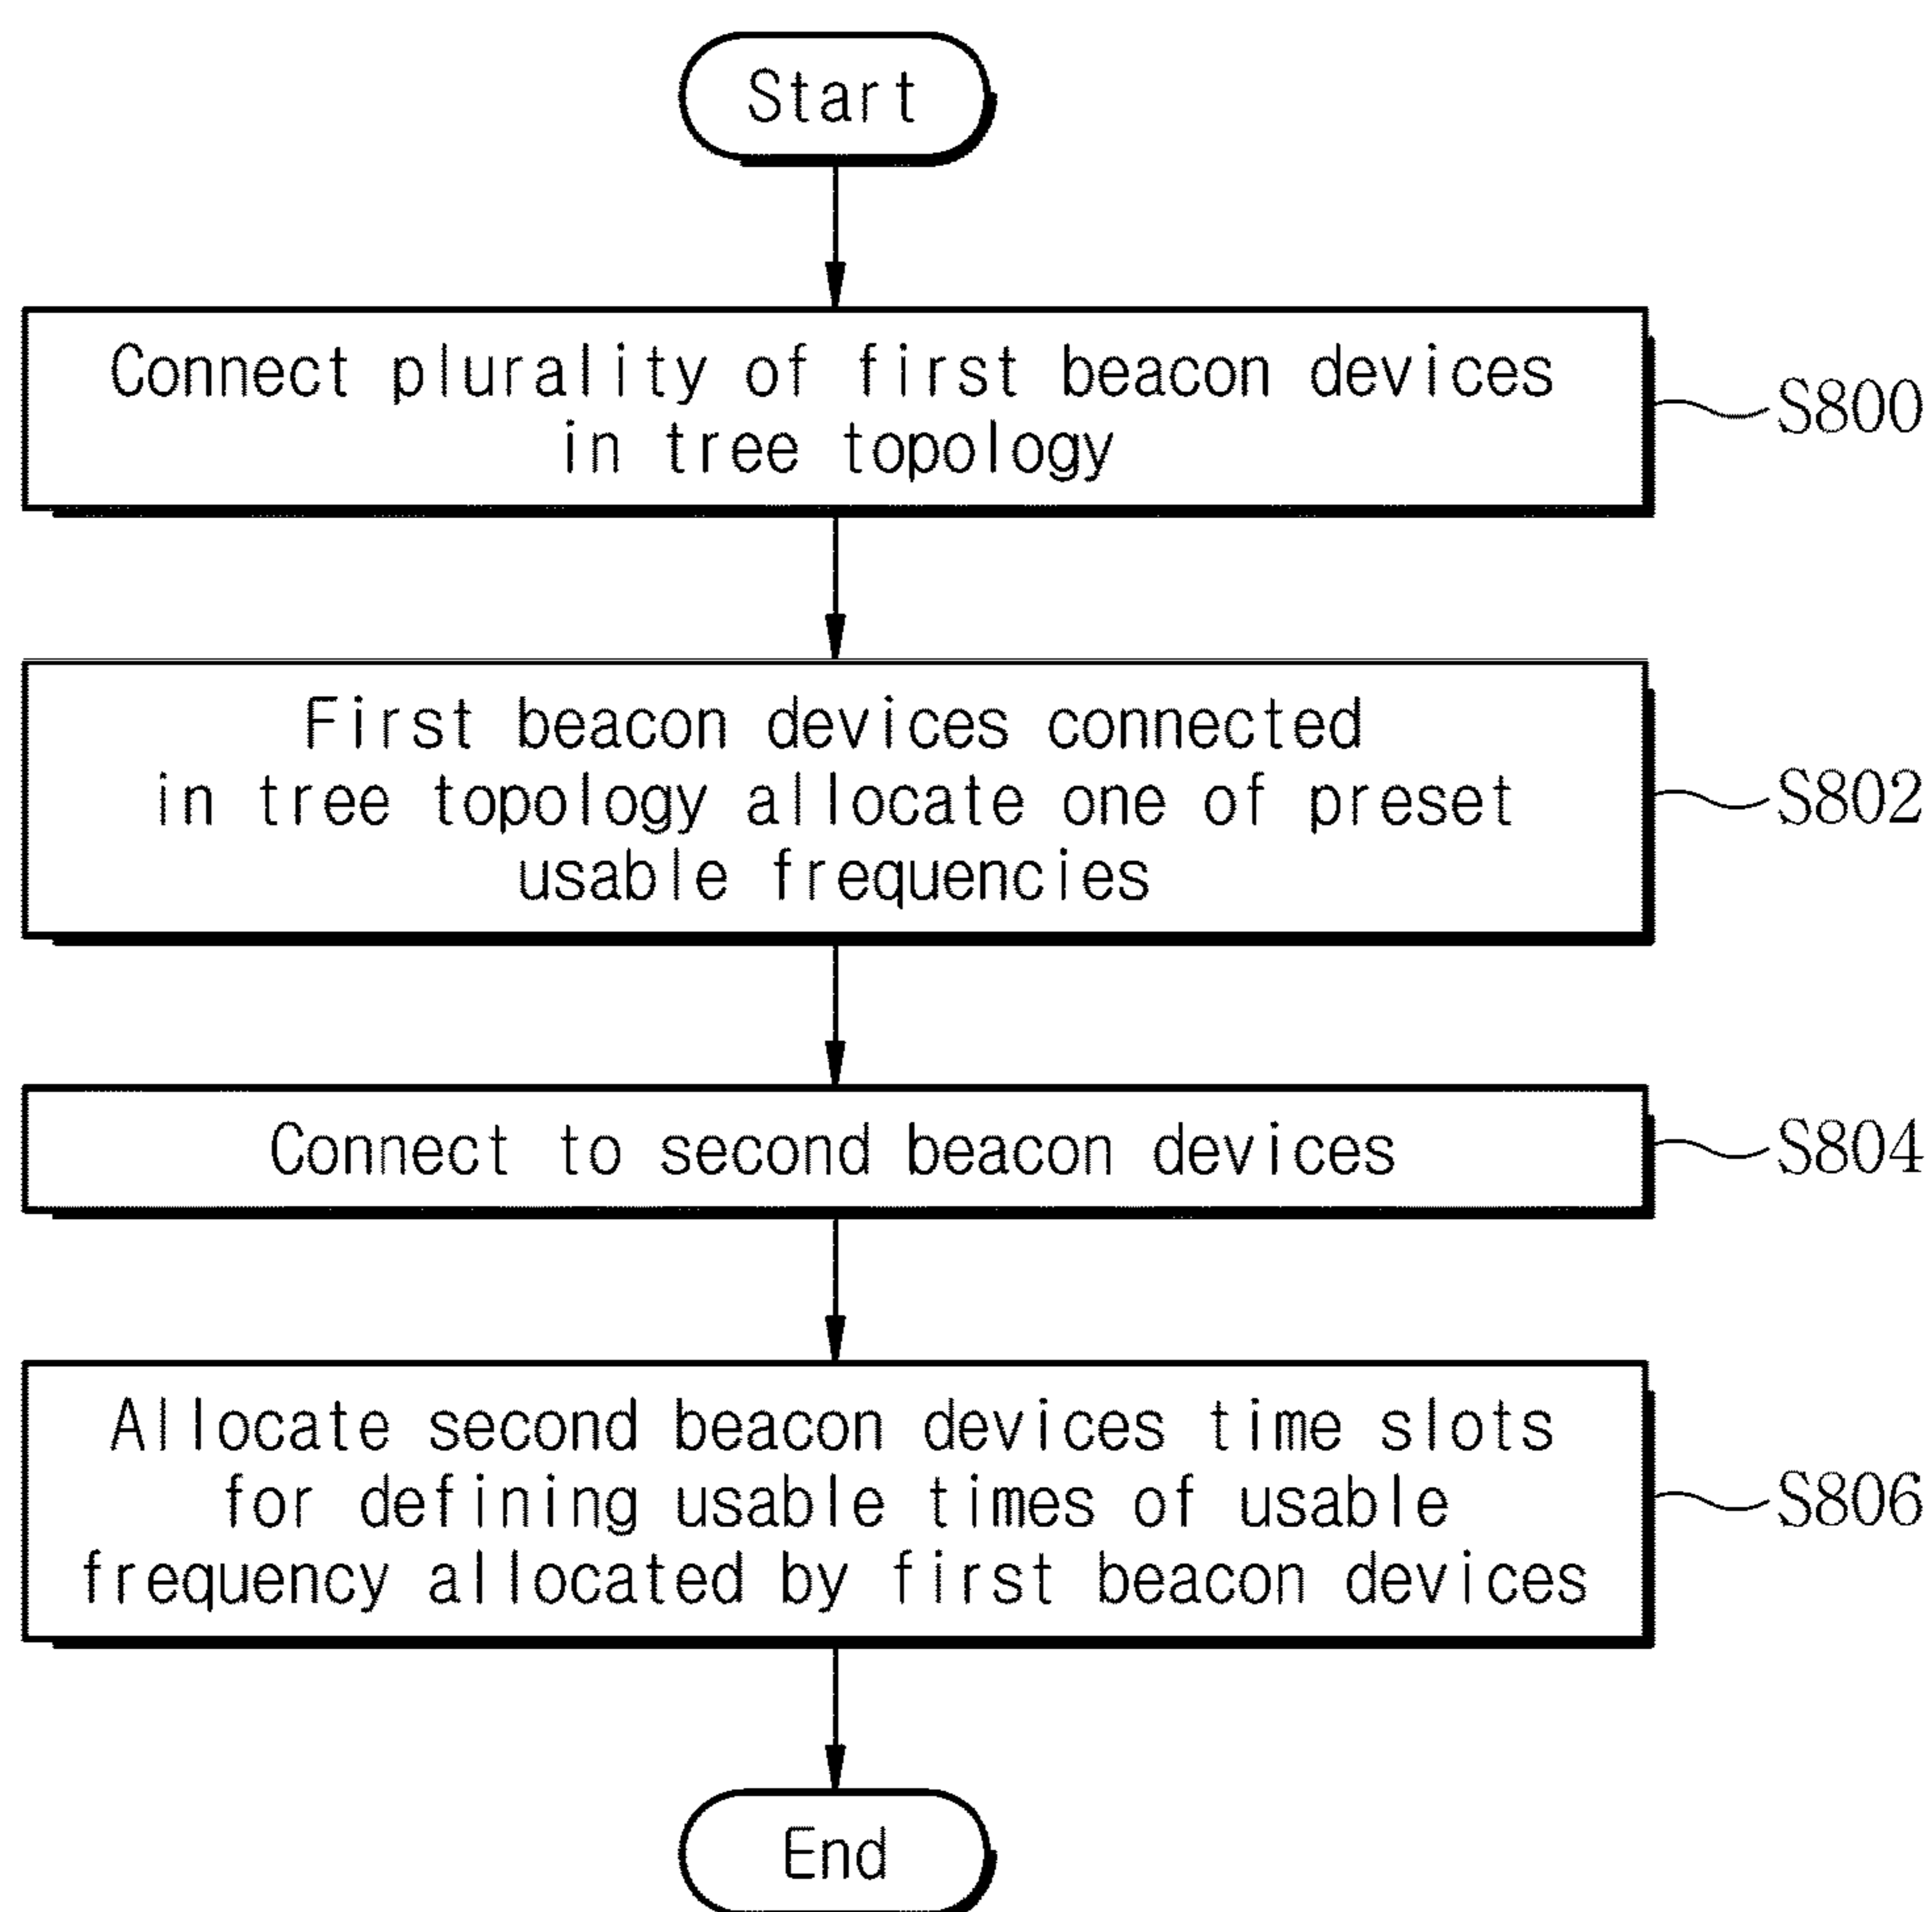 Start
Connect plurality of first beacon devices
in tree topology
S800
First beacon devices connected
in tree topology allocate one of preset
usable frequencies
S802
Connect to second beacon devices
S804
Allocate second beacon devices time slots
for defining usable times of usable
frequency allocated by first beacon devices
S806
End